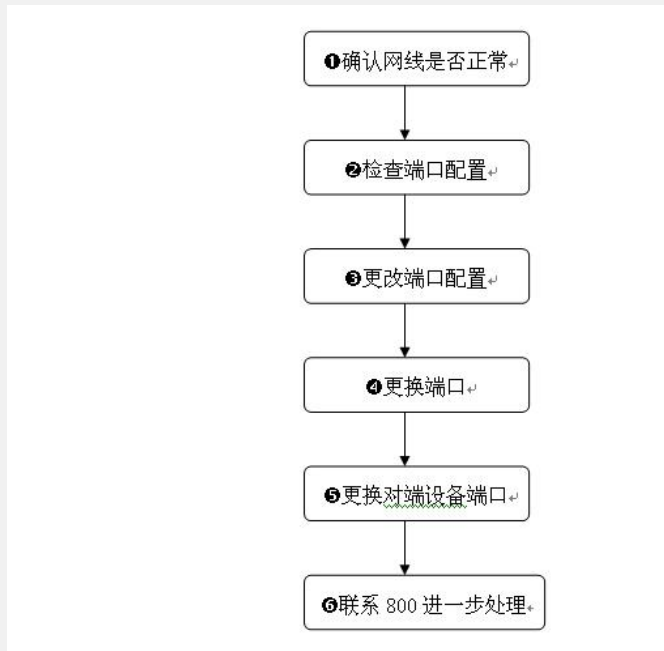 ❶确认网线是否正常
❷检查端口配置
❸更改端口配置
❹更换端口
❺更换对端设备端口
❻联系 800 进一步处理